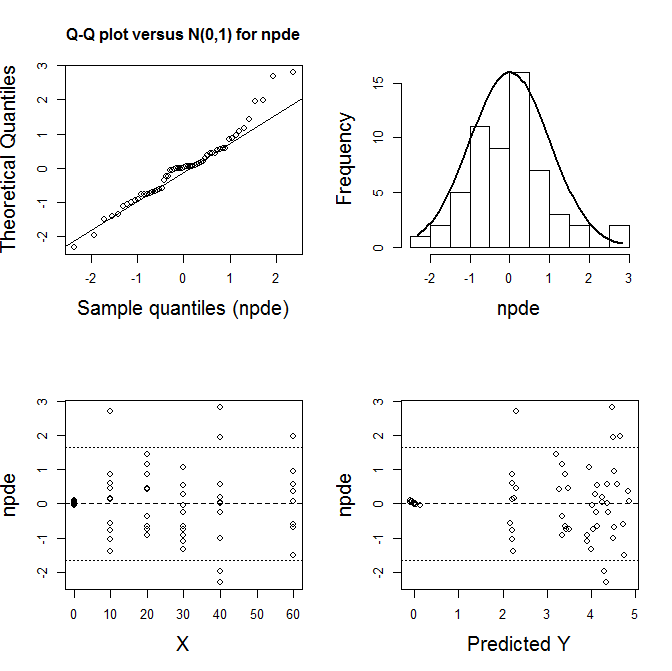 Q-Q plot versus N(0,1) for npde
Theoretical Quantiles
3
2
1
0
-1
-2
-2 -1 0 1 2
Sample quantiles (npde)
Frequency
15
10
5
0
-2 -1 0 1 2 3
npde
npde
3
2
1
0
-1
-2
0 10 20 30 40 50 60
X
npde
3
2
1
0
-1
-2
0 1 2 3 4 5
Predicted Y